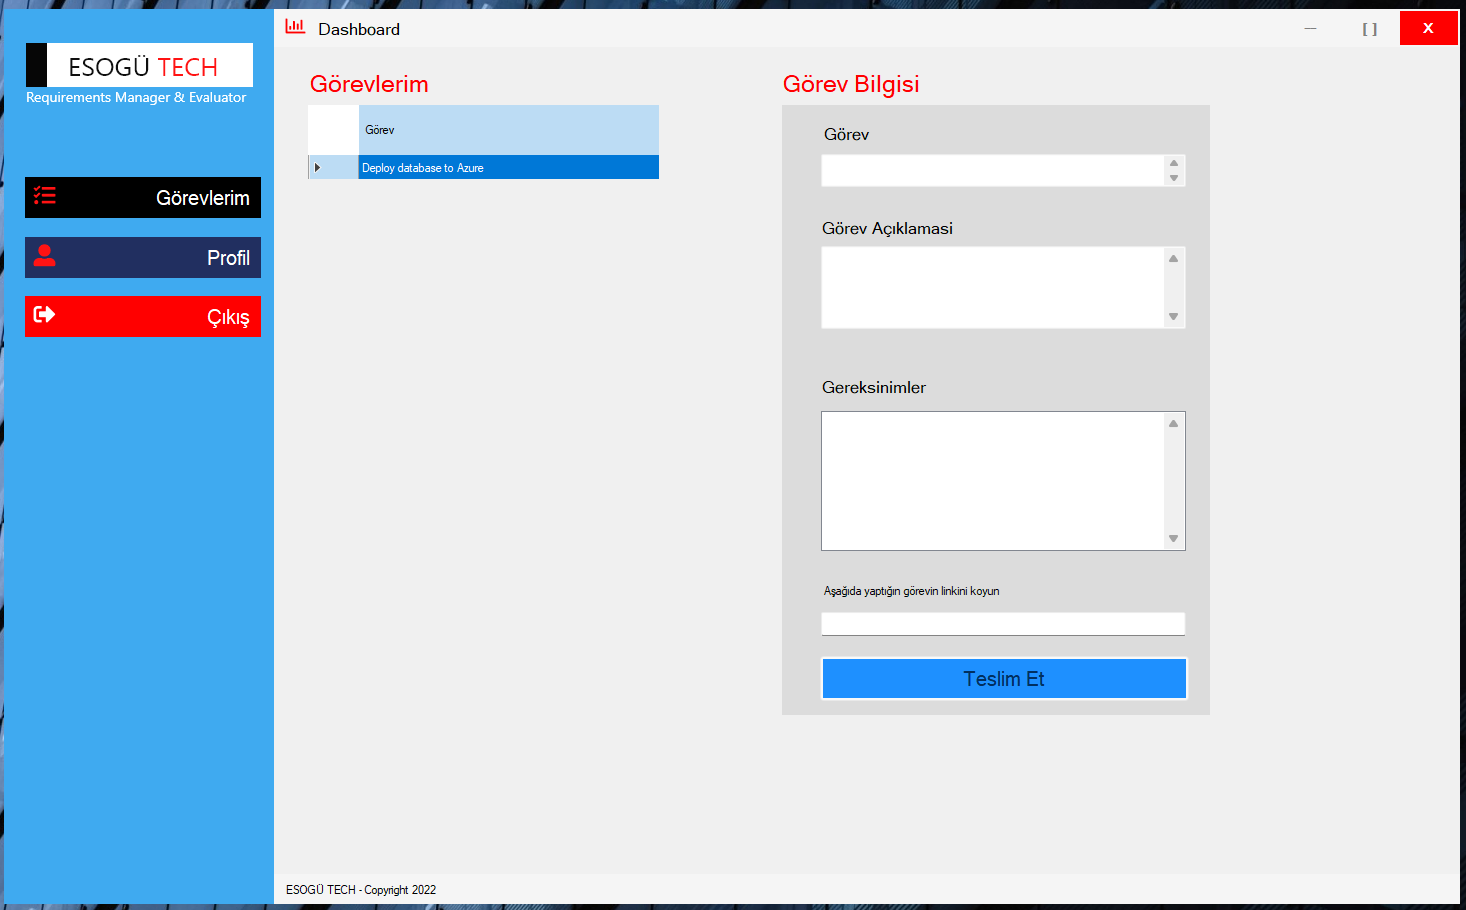 Dashboard
[ ]
X
ESOGÜ TECH
Requirements Manager & Evaluator
Görevlerim
Profil
Çıkış
Görevlerim
Görev
Deploy database to Azure
Görev Bilgisi
Görev
Görev Açıklamasi
Gereksinimler
Aşağıda yaptığın görevin linkini koyun
Teslim Et
ESOGÜ TECH - Copyright 2022